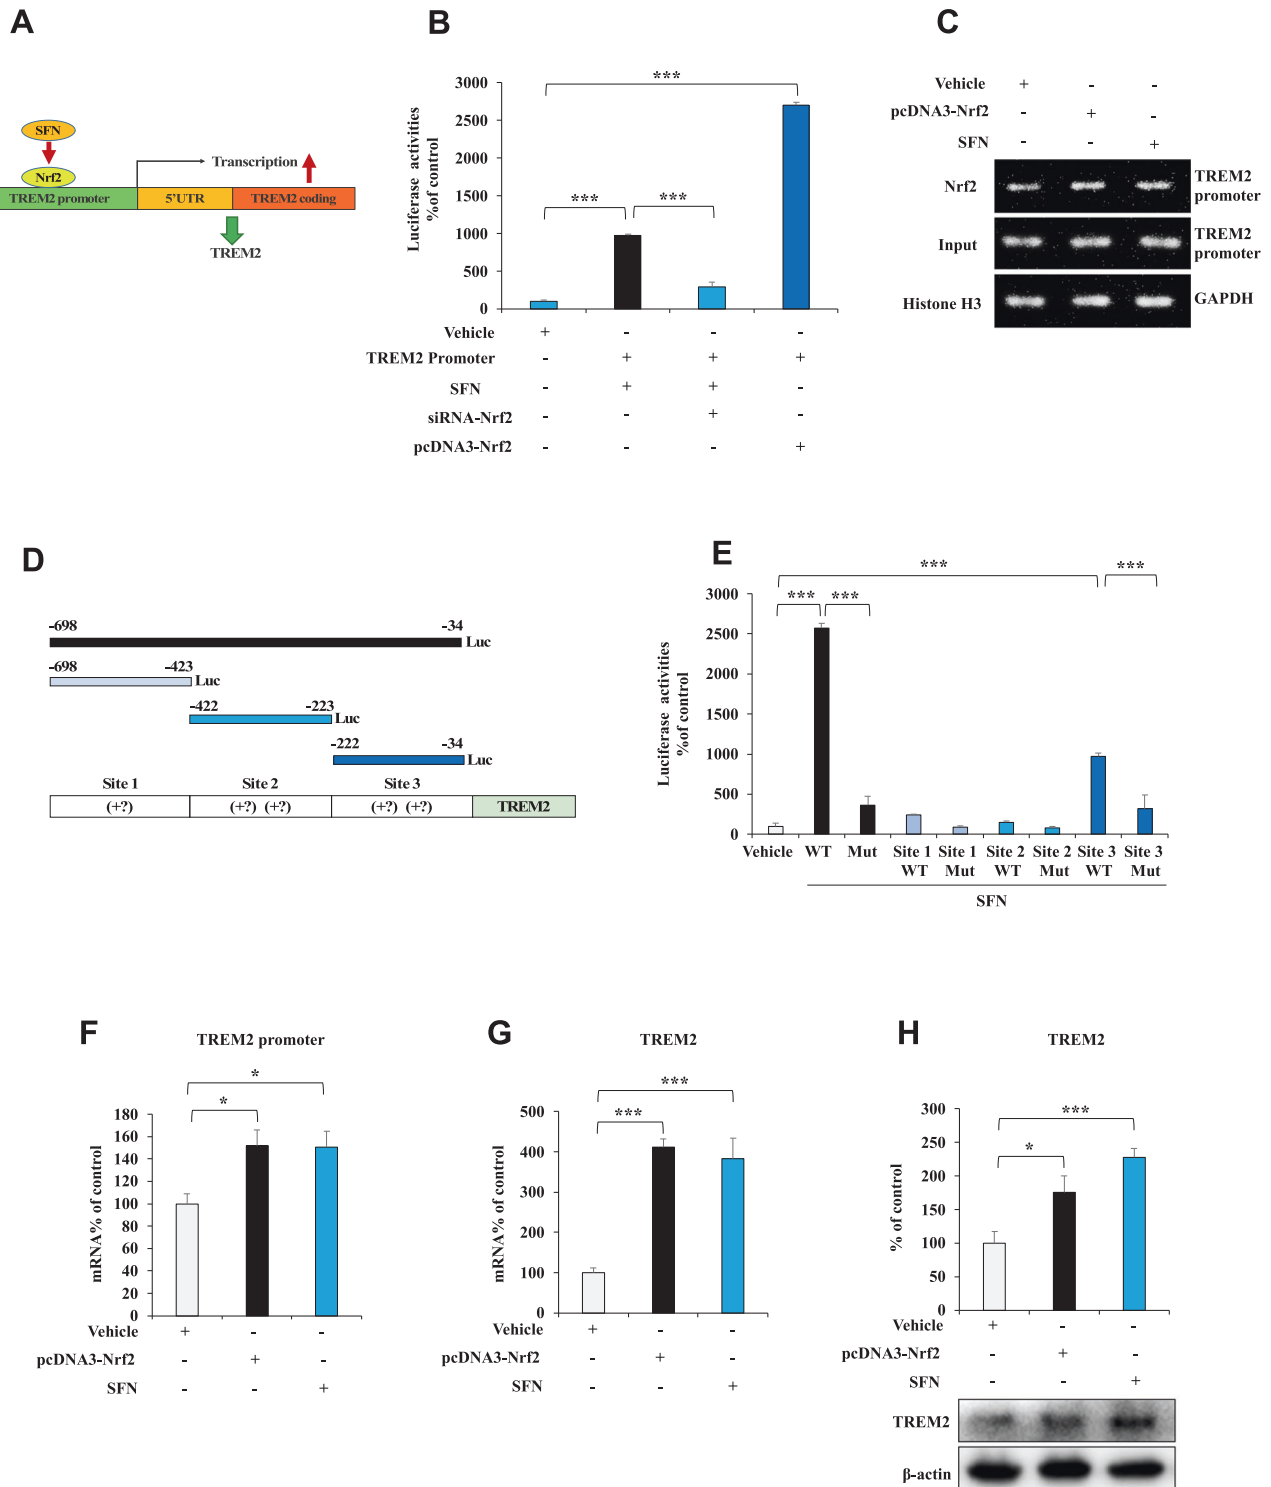 A
SFN
Nrf2
Transcription
TREM2 promoter
5'UTR
TREM2 coding
TREM2
B
Luciferase activities
%of control
3000
2500
2000
1500
1000
500
0
***
***
***
Vehicle + - - -
TREM2 Promoter - + + +
SFN - + + -
siRNA-Nrf2 - - + -
pcDNA3-Nrf2 - - - +
C
Vehicle + - -
pcDNA3-Nrf2 - + -
SFN - - +
Nrf2
TREM2
promoter
Input
TREM2
promoter
Histone H3
GAPDH
D
-698 -34
Luc
-698 -423
Luc
-422 -223
Luc
-222 -34
Luc
Site 1 Site 2 Site 3
(+?) (+?) (+?) (+?) (+?) TREM2
E
Luciferase activities
%of control
3000
2500
2000
1500
1000
500
0
***
***
***
***
Vehicle WT Mut Site 1 Site 1 Site 2 Site 2 Site 3 Site 3
WT Mut WT Mut WT Mut
SFN
F
TREM2 promoter
mRNA% of control
180
160
140
120
100
80
60
40
20
0
*
*
Vehicle + - -
pcDNA3-Nrf2 - + -
SFN - - +
G
TREM2
mRNA% of control
500
400
300
200
100
0
***
***
Vehicle + - -
pcDNA3-Nrf2 - + -
SFN - - +
H
TREM2
% of control
300
250
200
150
100
50
0
***
*
Vehicle + - -
pcDNA3-Nrf2 - + -
SFN - - +
TREM2
β-actin